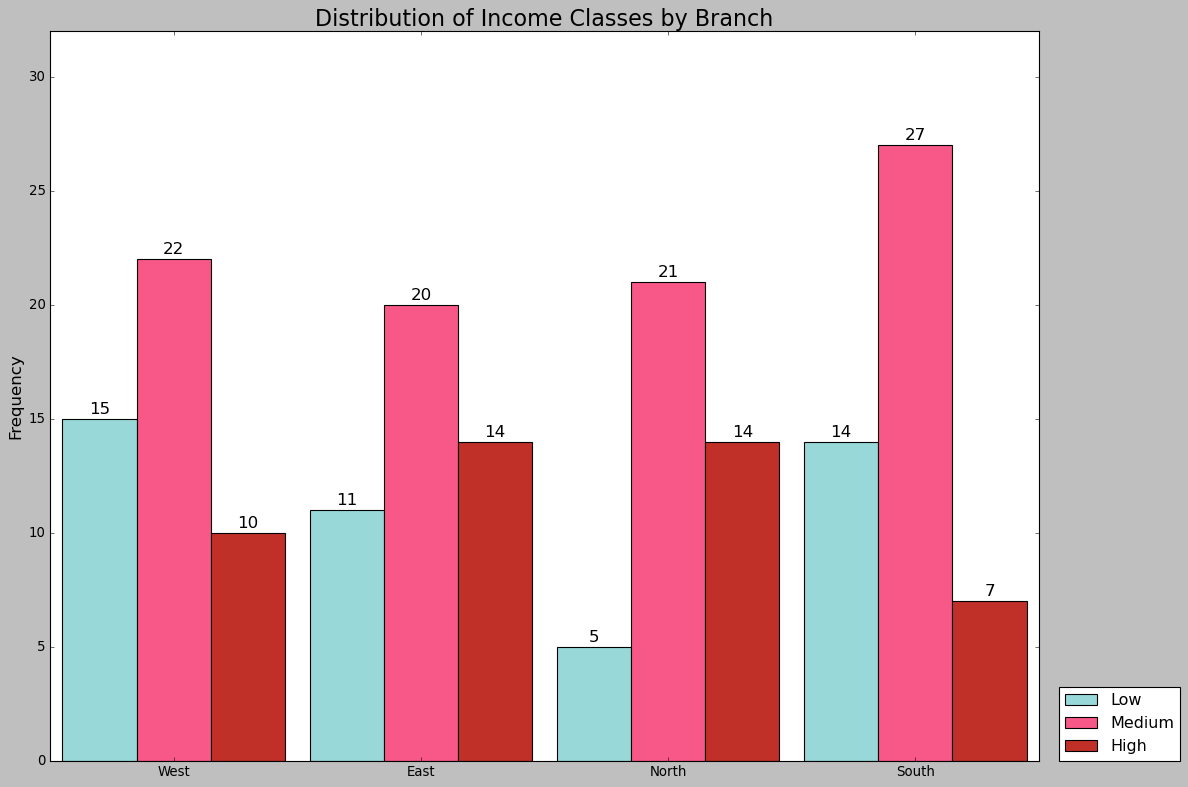 Distribution of Income Classes by Branch
Frequency
30
25
20
15
10
5
0
15
22
10
11
20
14
5
21
14
14
27
7
West
East
North
South
Low
Medium
High